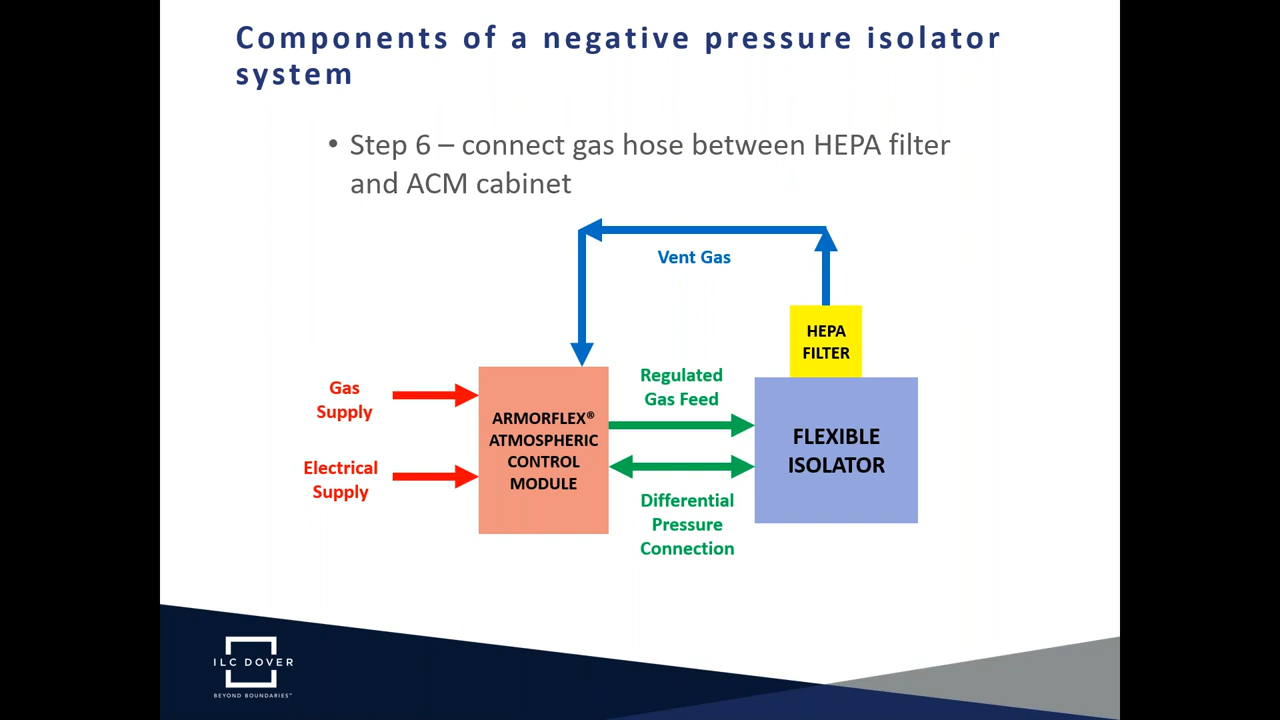 Components of a negative pressure isolator
system
• Step 6 – connect gas hose between HEPA filter
and ACM cabinet
Vent Gas
HEPA
FILTER
Regulated
Gas Feed
Gas
Supply
ARMORFLEX®
ATMOSPHERIC
CONTROL
MODULE
FLEXIBLE
ISOLATOR
Electrical
Supply
Differential
Pressure
Connection
ILC DOVER
BEYOND BOUNDARIES™